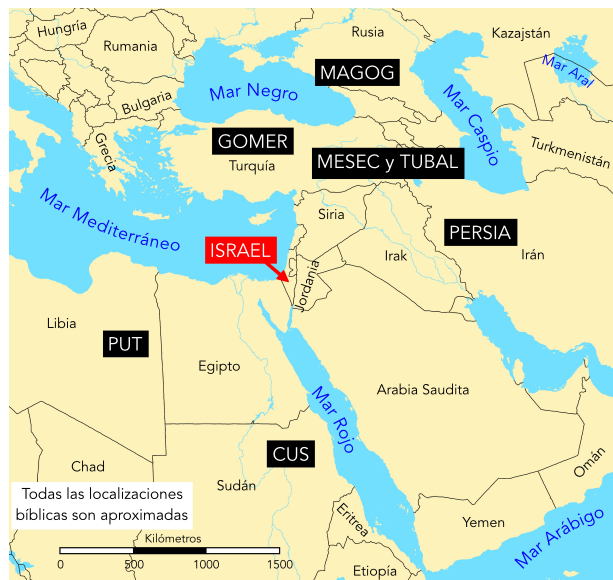 Hungría
Rumania
Rusia
Kazajstán
Mar Aral
MAGOG
Mar Negro
Bulgaria
Mar Caspio
Grecia
GOMER
Turquía
MESEC y TUBAL
Turkmenistán
Mar Mediterráneo
Siria
PERSIA
ISRAEL
Irak
Irán
Jordania
Libia
PUT
Egipto
Mar Rojo
Arabia Saudita
CUS
Chad
Sudán
Omán
Todas las localizaciones
bíblicas son aproximadas
Eritrea
Yemen
Mar Arábigo
Kilómetros
0 500 1000 1500
Etiopía